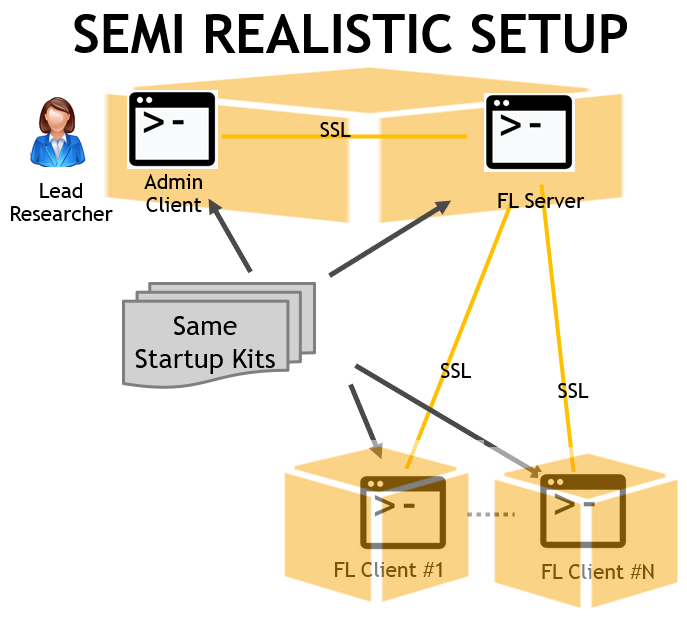 SEMI REALISTIC SETUP
SSL
Lead
Researcher
Admin
Client
FL Server
Same
Startup Kits
SSL
SSL
FL Client #1
FL Client #N